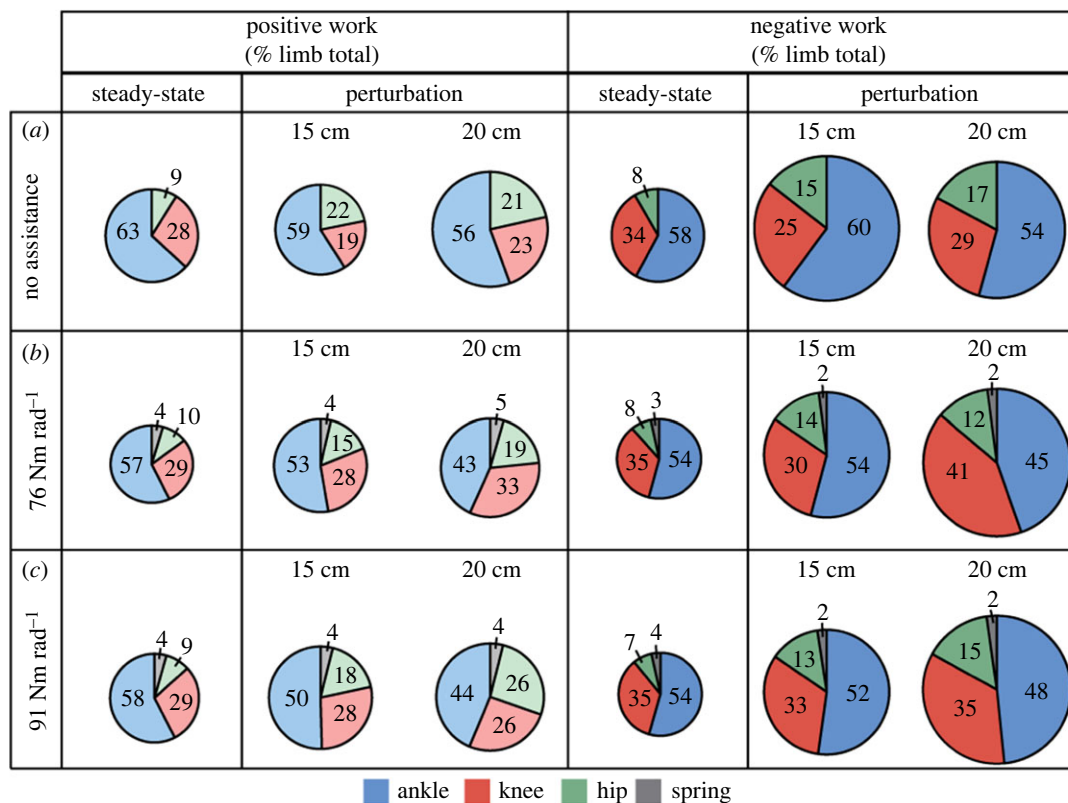 positive work
(% limb total)
negative work
(% limb total)
steady-state
perturbation
steady-state
perturbation
(a)
no assistance
15 cm
20 cm
15 cm
20 cm
9
63
28
22
59
19
21
56
23
8
34
58
15
25
60
17
29
54
(b)
76 Nm rad⁻¹
15 cm
20 cm
15 cm
20 cm
4
10
57
29
4
15
53
28
5
19
43
33
8
3
35
54
2
14
30
54
2
12
41
45
(c)
91 Nm rad⁻¹
15 cm
20 cm
15 cm
20 cm
4
9
58
29
4
18
50
28
4
26
44
26
7
4
35
54
2
13
33
52
2
15
35
48
ankle knee hip spring